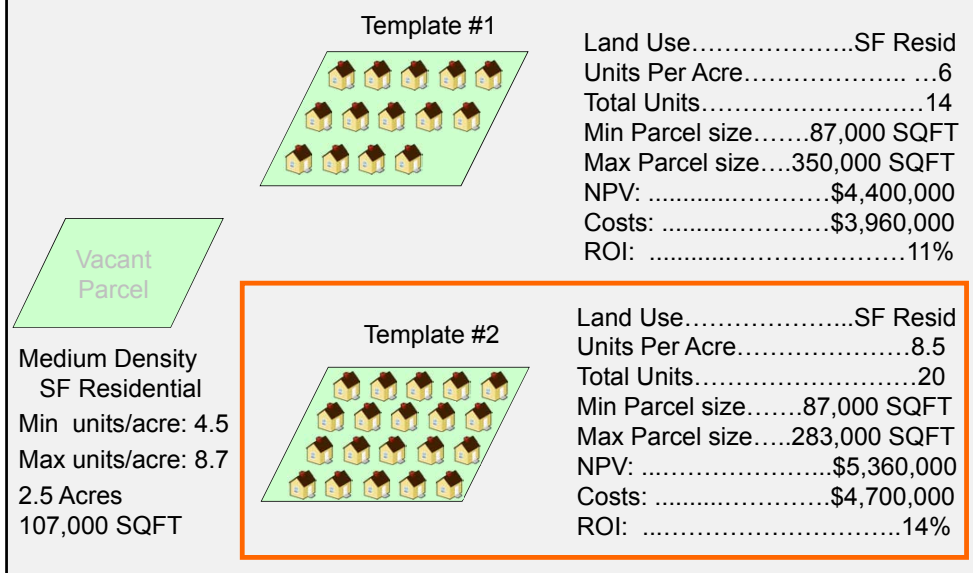 Template #1
Land Use………………..SF Resid
Units Per Acre……………….. …6
Total Units………………………14
Min Parcel size…….87,000 SQFT
Max Parcel size….350,000 SQFT
NPV: ............…………$4,400,000
Costs: ..........…………$3,960,000
ROI: ............…………………11%
Vacant
Parcel
Medium Density
SF Residential
Min units/acre: 4.5
Max units/acre: 8.7
2.5 Acres
107,000 SQFT
Template #2
Land Use………………...SF Resid
Units Per Acre…………………8.5
Total Units………………………20
Min Parcel size…….87,000 SQFT
Max Parcel size…..283,000 SQFT
NPV: ...………………..$5,360,000
Costs: ..........…………$4,700,000
ROI: ...……………………..14%